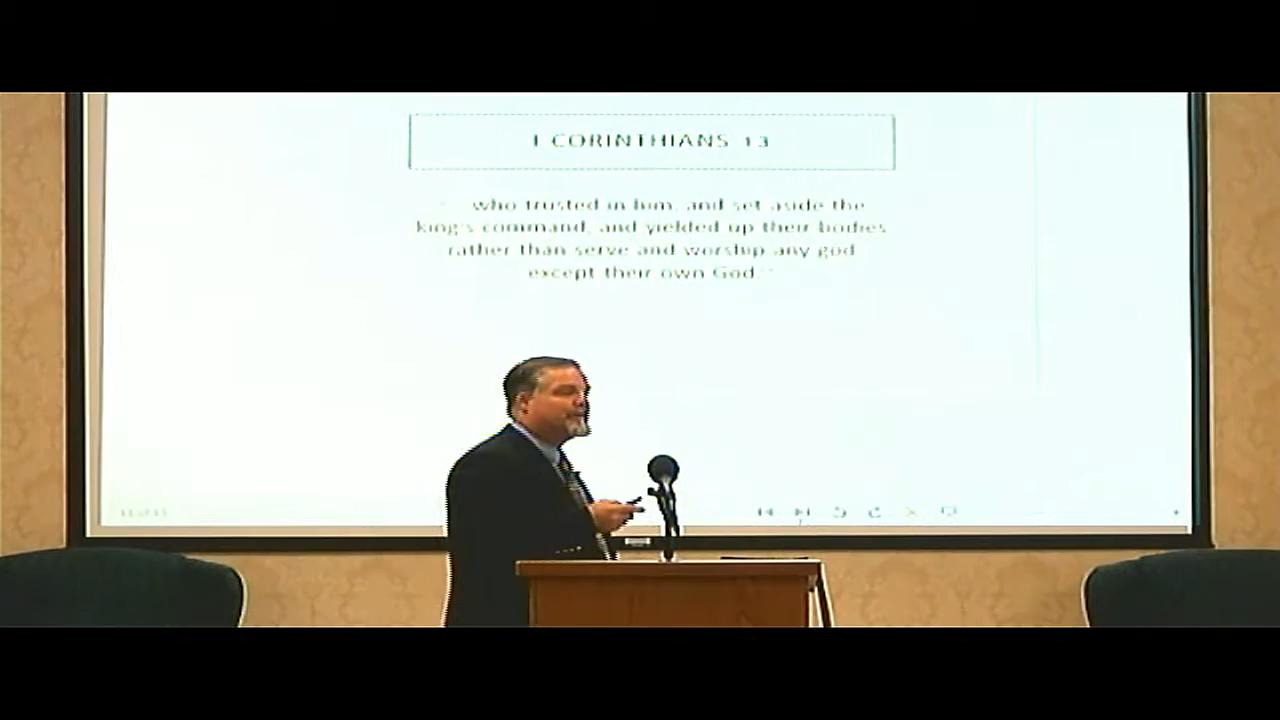 1 CORINTHIANS 13
"... who trusted in him, and set aside the
king's command, and yielded up their bodies
rather than serve and worship any god
except their own God."